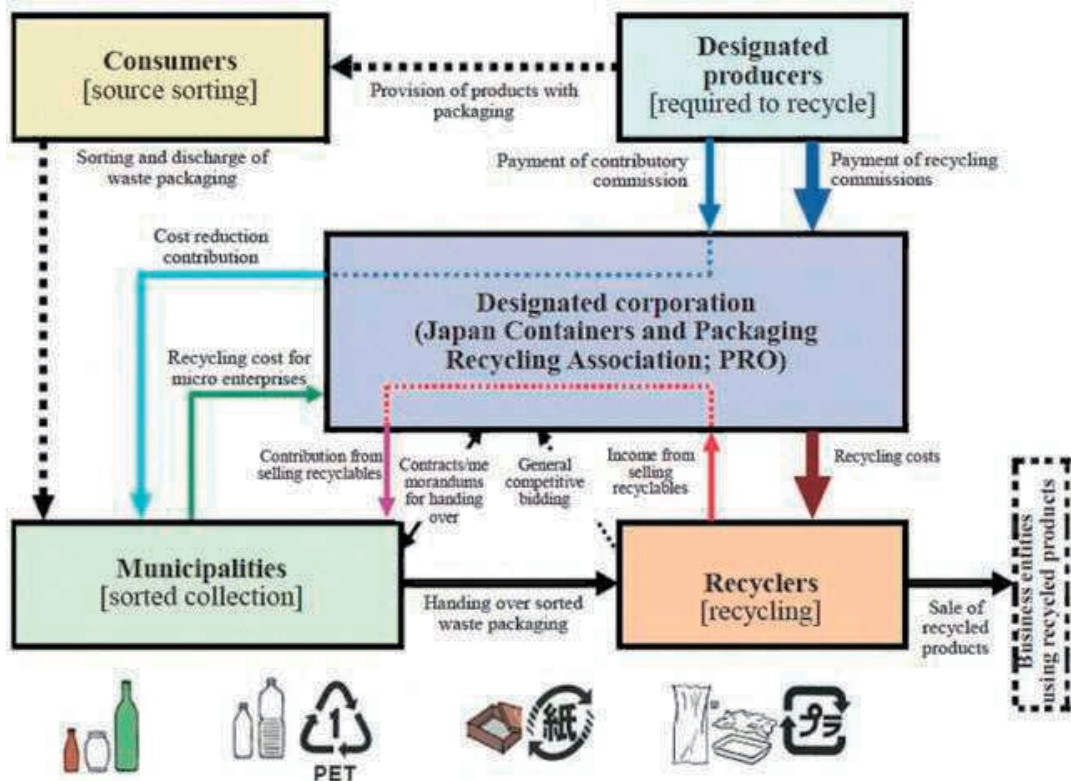 Consumers
[source sorting]
Designated
producers
[required to recycle]
Provision of products with
packaging
Sorting and discharge of
waste packaging
Payment of contributory
commission
Payment of recycling
commissions
Cost reduction
contribution
Designated corporation
(Japan Containers and Packaging
Recycling Association; PRO)
Recycling cost for
micro enterprises
Contribution from
selling recyclables
Contracts/me
morandums
for handing
over
General
competitive
bidding
Income from
selling
recyclables
Recycling costs
Municipalities
[sorted collection]
Handing over sorted
waste packaging
Recyclers
[recycling]
Sale of
recycled
products
Business entities
using recycled products
1
PET
紙
プラ